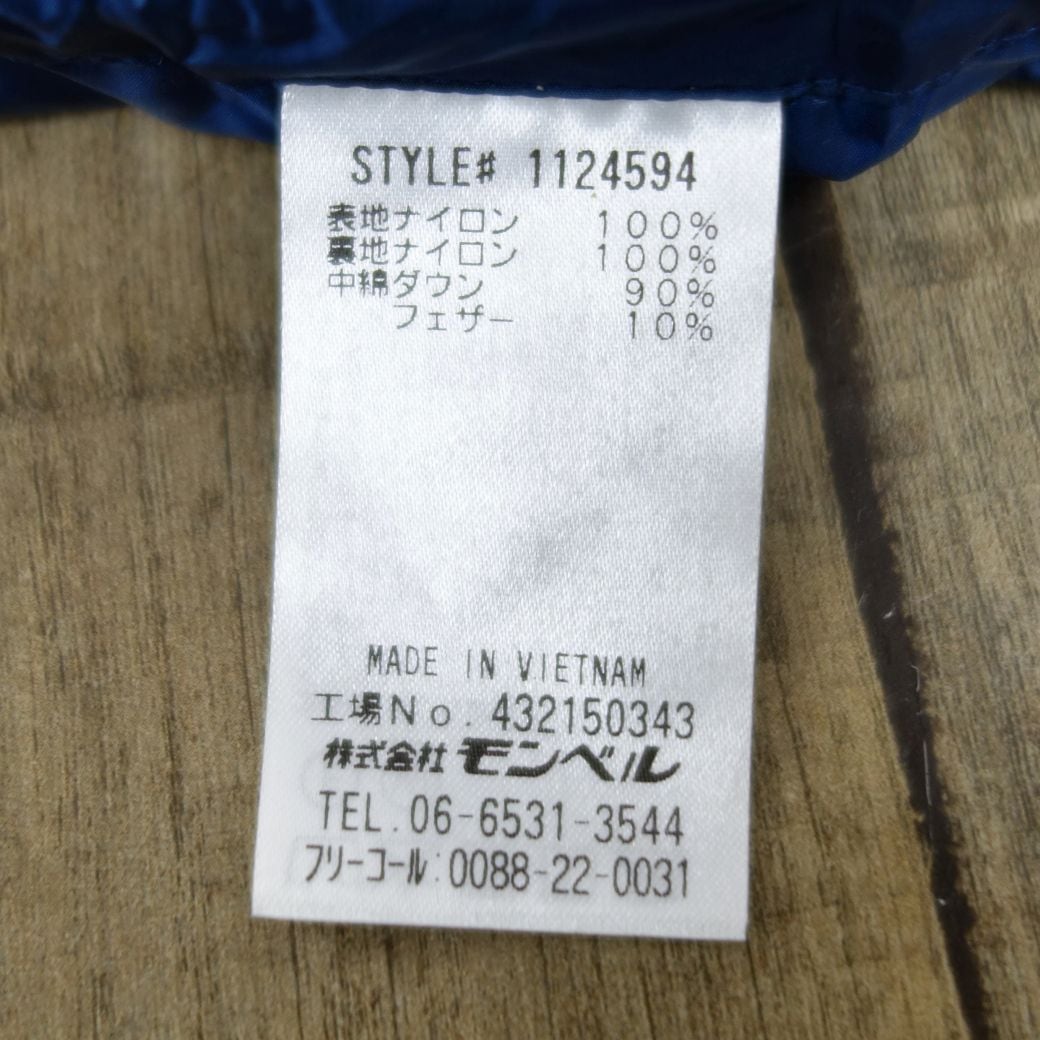 STYLE# 1124594
表地ナイロン 100%
裏地ナイロン 100%
中綿ダウン 90%
フェザー 10%
MADE IN VIETNAM
工場No. 432150343
株式会社モンベル
TEL.06-6531-3544
フリーコール:0088-22-0031